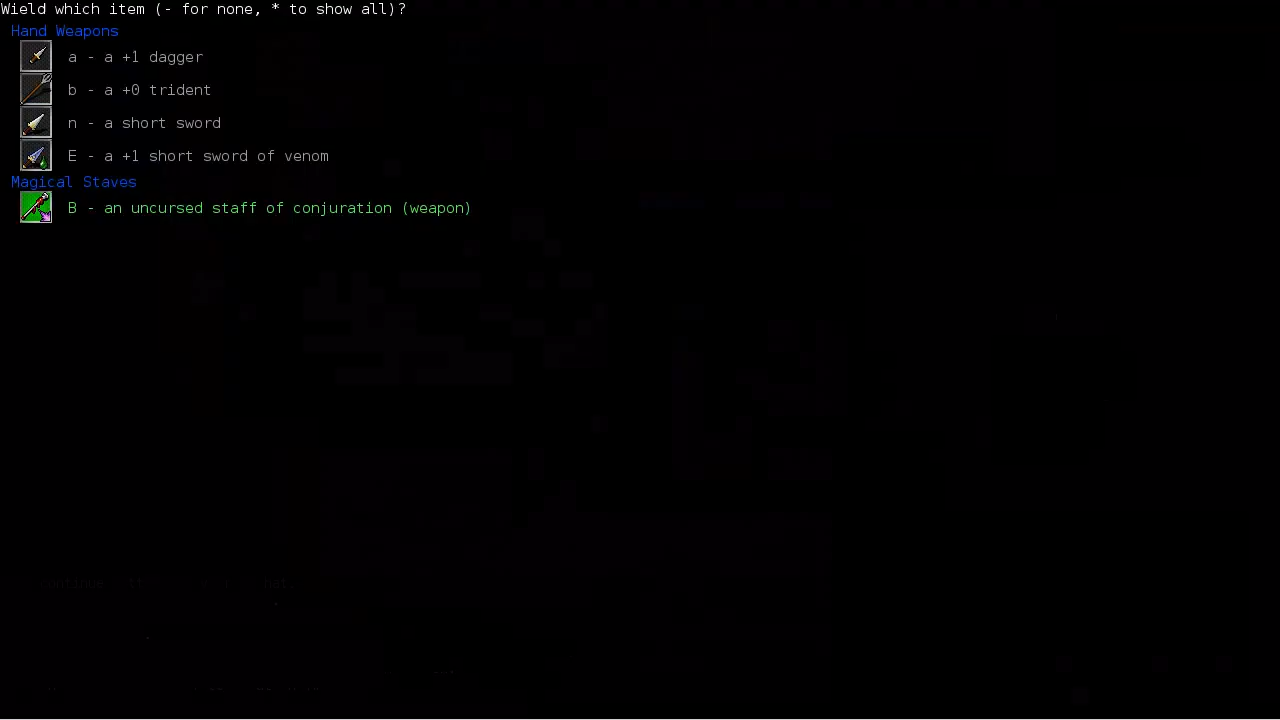 Wield which item (- for none, * to show all)?
Hand Weapons
a - a +1 dagger
b - a +0 trident
n - a short sword
E - a +1 short sword of venom
Magical Staves
B - an uncursed staff of conjuration (weapon)